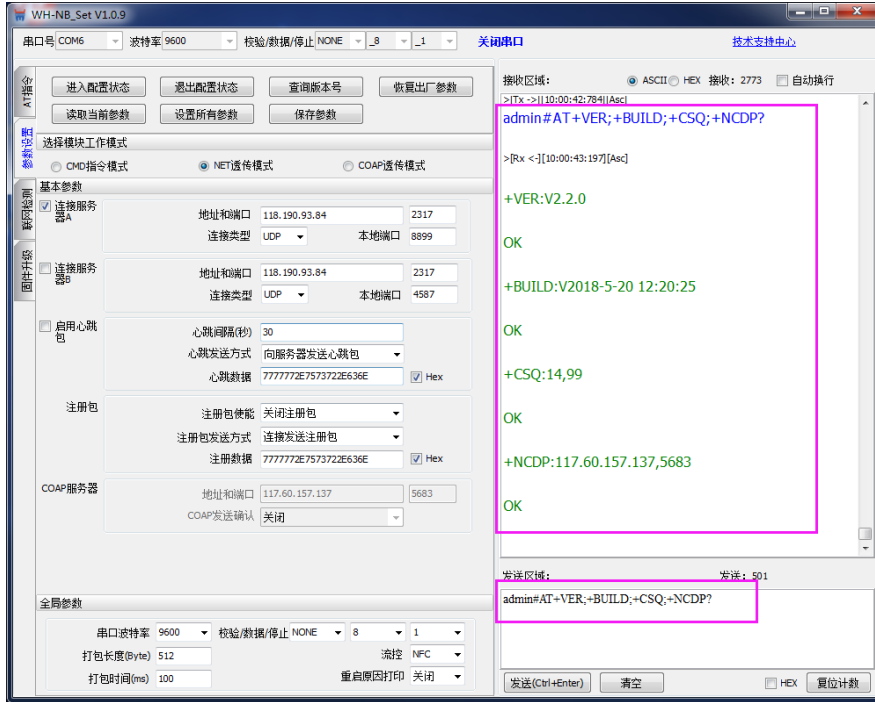 WH-NB_Set V1.0.9
串口号 COM6 波特率 9600 校验/数据/停止 NONE _8 _1 关闭串口 技术支持中心
AT指令
参数设置
联网检测
固件升级
进入配置状态 退出配置状态 查询版本号 恢复出厂参数
读取当前参数 设置所有参数 保存参数
选择模块工作模式
CMD指令模式 NET透传模式 COAP透传模式
基本参数
连接服务器A 地址和端口 118.190.93.84 2317
连接类型 UDP 本地端口 8899
连接服务器B 地址和端口 118.190.93.84 2317
连接类型 UDP 本地端口 4587
启用心跳包 心跳间隔(秒) 30
心跳发送方式 向服务器发送心跳包
心跳数据 7777772E7573722E636E Hex
注册包 注册包使能 关闭注册包
注册包发送方式 连接发送注册包
注册数据 7777772E7573722E636E Hex
COAP服务器 地址和端口 117.60.157.137 5683
COAP发送确认 关闭
全局参数
串口波特率 9600 校验/数据/停止 NONE 8 1
打包长度(Byte) 512 流控 NFC
打包时间(ms) 100 重启原因打印 关闭
接收区域: ASCII HEX 接收: 2773 自动换行
>[Tx ->][10:00:42:784][Asc]
admin#AT+VER;+BUILD;+CSQ;+NCDP?
>[Rx <-][10:00:43:197][Asc]
+VER:V2.2.0
OK
+BUILD:V2018-5-20 12:20:25
OK
+CSQ:14,99
OK
+NCDP:117.60.157.137,5683
OK
发送区域: 发送: 501
admin#AT+VER;+BUILD;+CSQ;+NCDP?
发送(Ctrl+Enter) 清空 HEX 复位计数